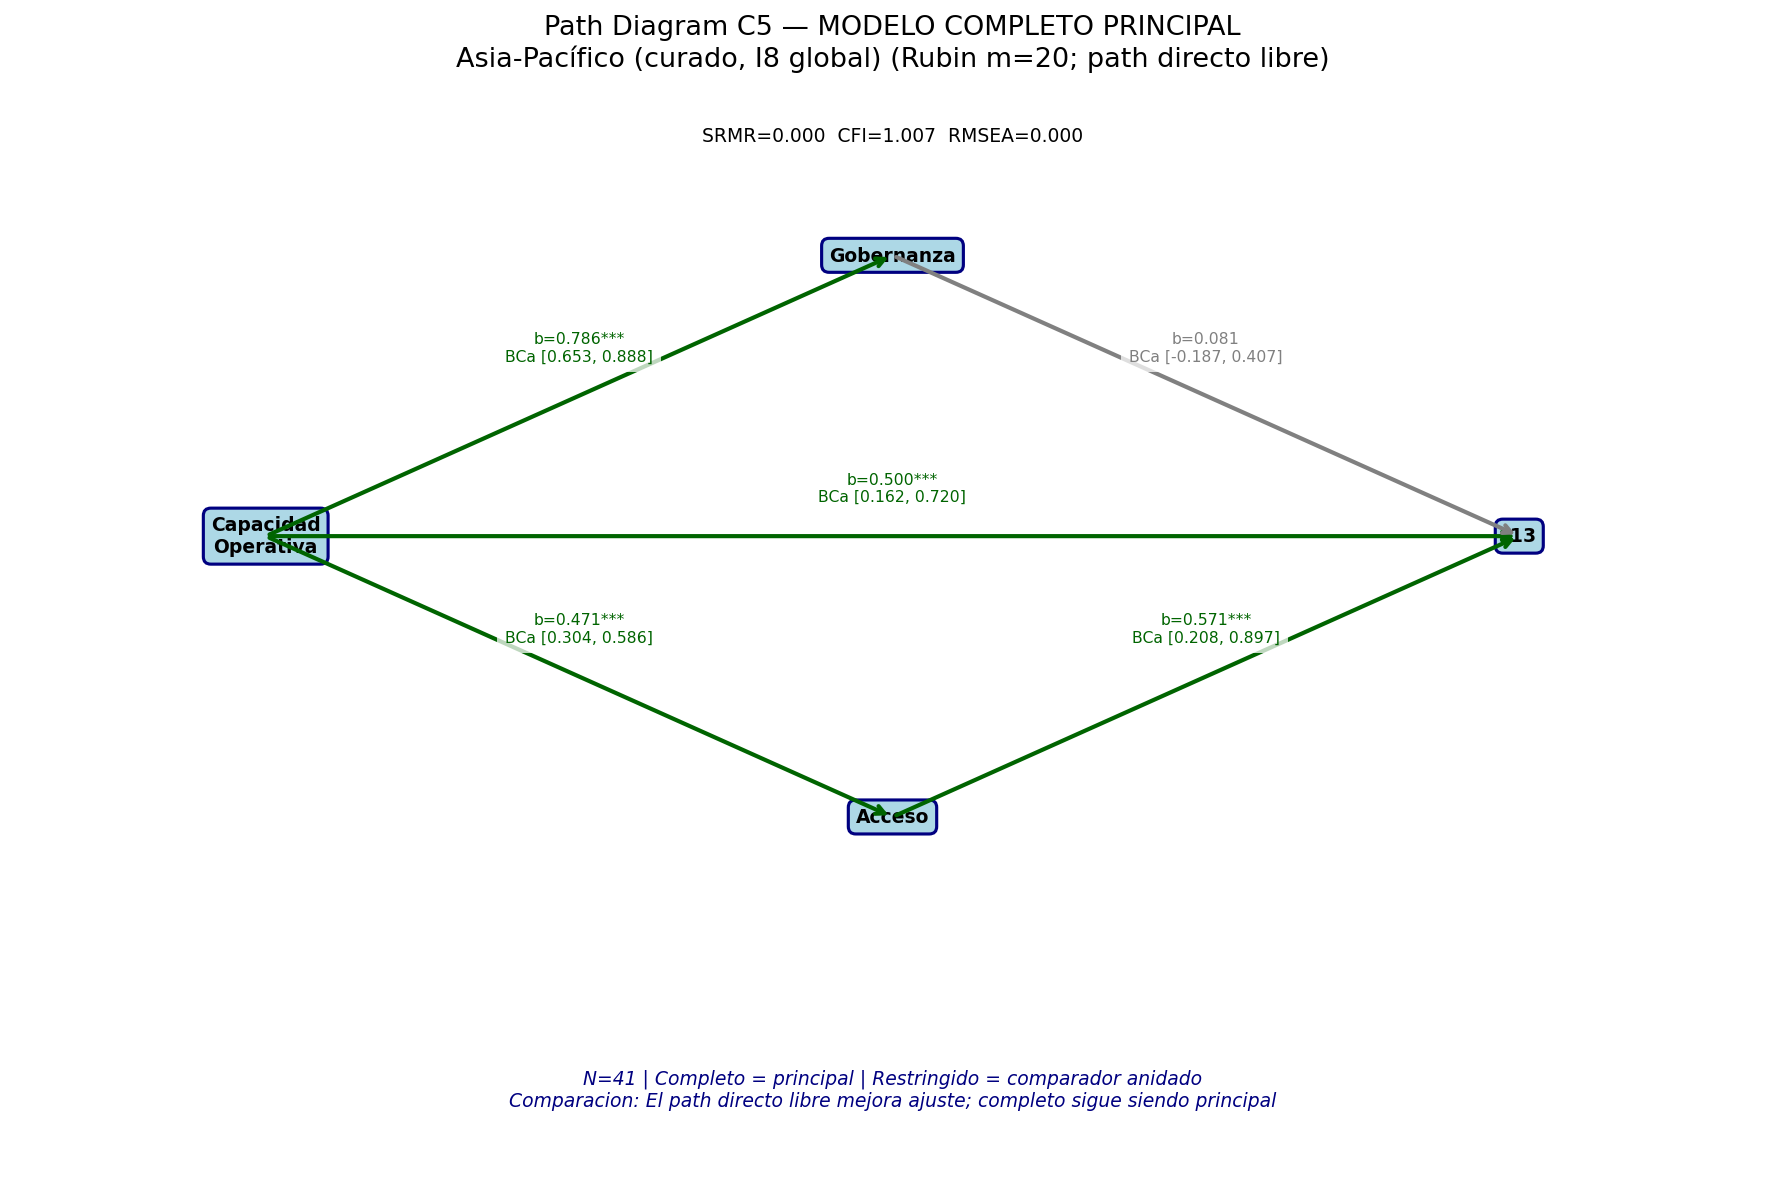 Path Diagram C5 — MODELO COMPLETO PRINCIPAL
Asia-Pacífico (curado, I8 global) (Rubin m=20; path directo libre)
SRMR=0.000  CFI=1.007  RMSEA=0.000
Gobernanza
b=0.786***
BCa [0.653, 0.888]
b=0.081
BCa [-0.187, 0.407]
b=0.500***
BCa [0.162, 0.720]
Capacidad
Operativa
13
b=0.471***
BCa [0.304, 0.586]
b=0.571***
BCa [0.208, 0.897]
Acceso
N=41 | Completo = principal | Restringido = comparador anidado
Comparacion: El path directo libre mejora ajuste; completo sigue siendo principal